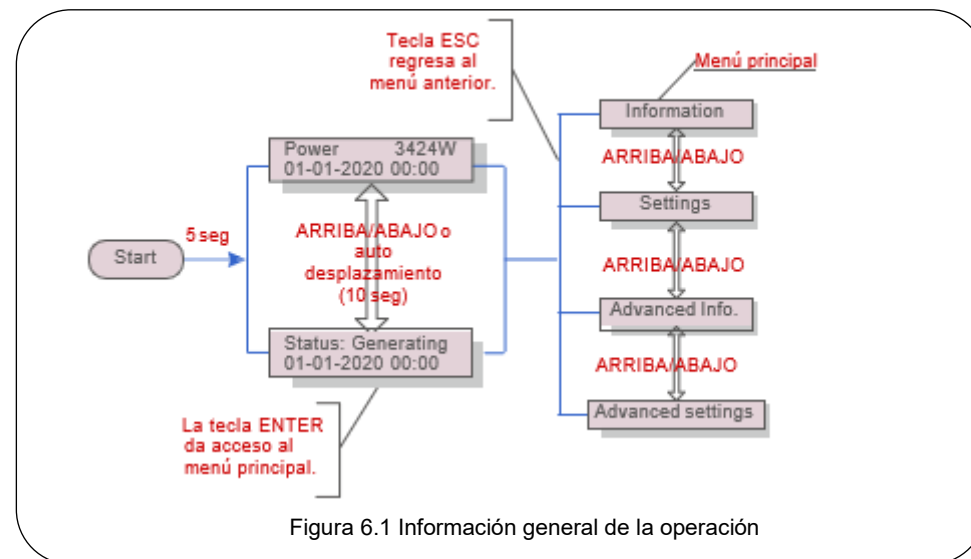 Tecla ESC
regresa al
menú anterior.
Menú principal
Information
Power 3424W
01-01-2020 00:00
ARRIBA/ABAJO
Settings
5 seg
Start
ARRIBA/ABAJO o
auto
desplazamiento
(10 seg)
ARRIBA/ABAJO
Advanced Info.
Status: Generating
01-01-2020 00:00
ARRIBA/ABAJO
Advanced settings
La tecla ENTER
da acceso al
menú principal.
Figura 6.1 Información general de la operación